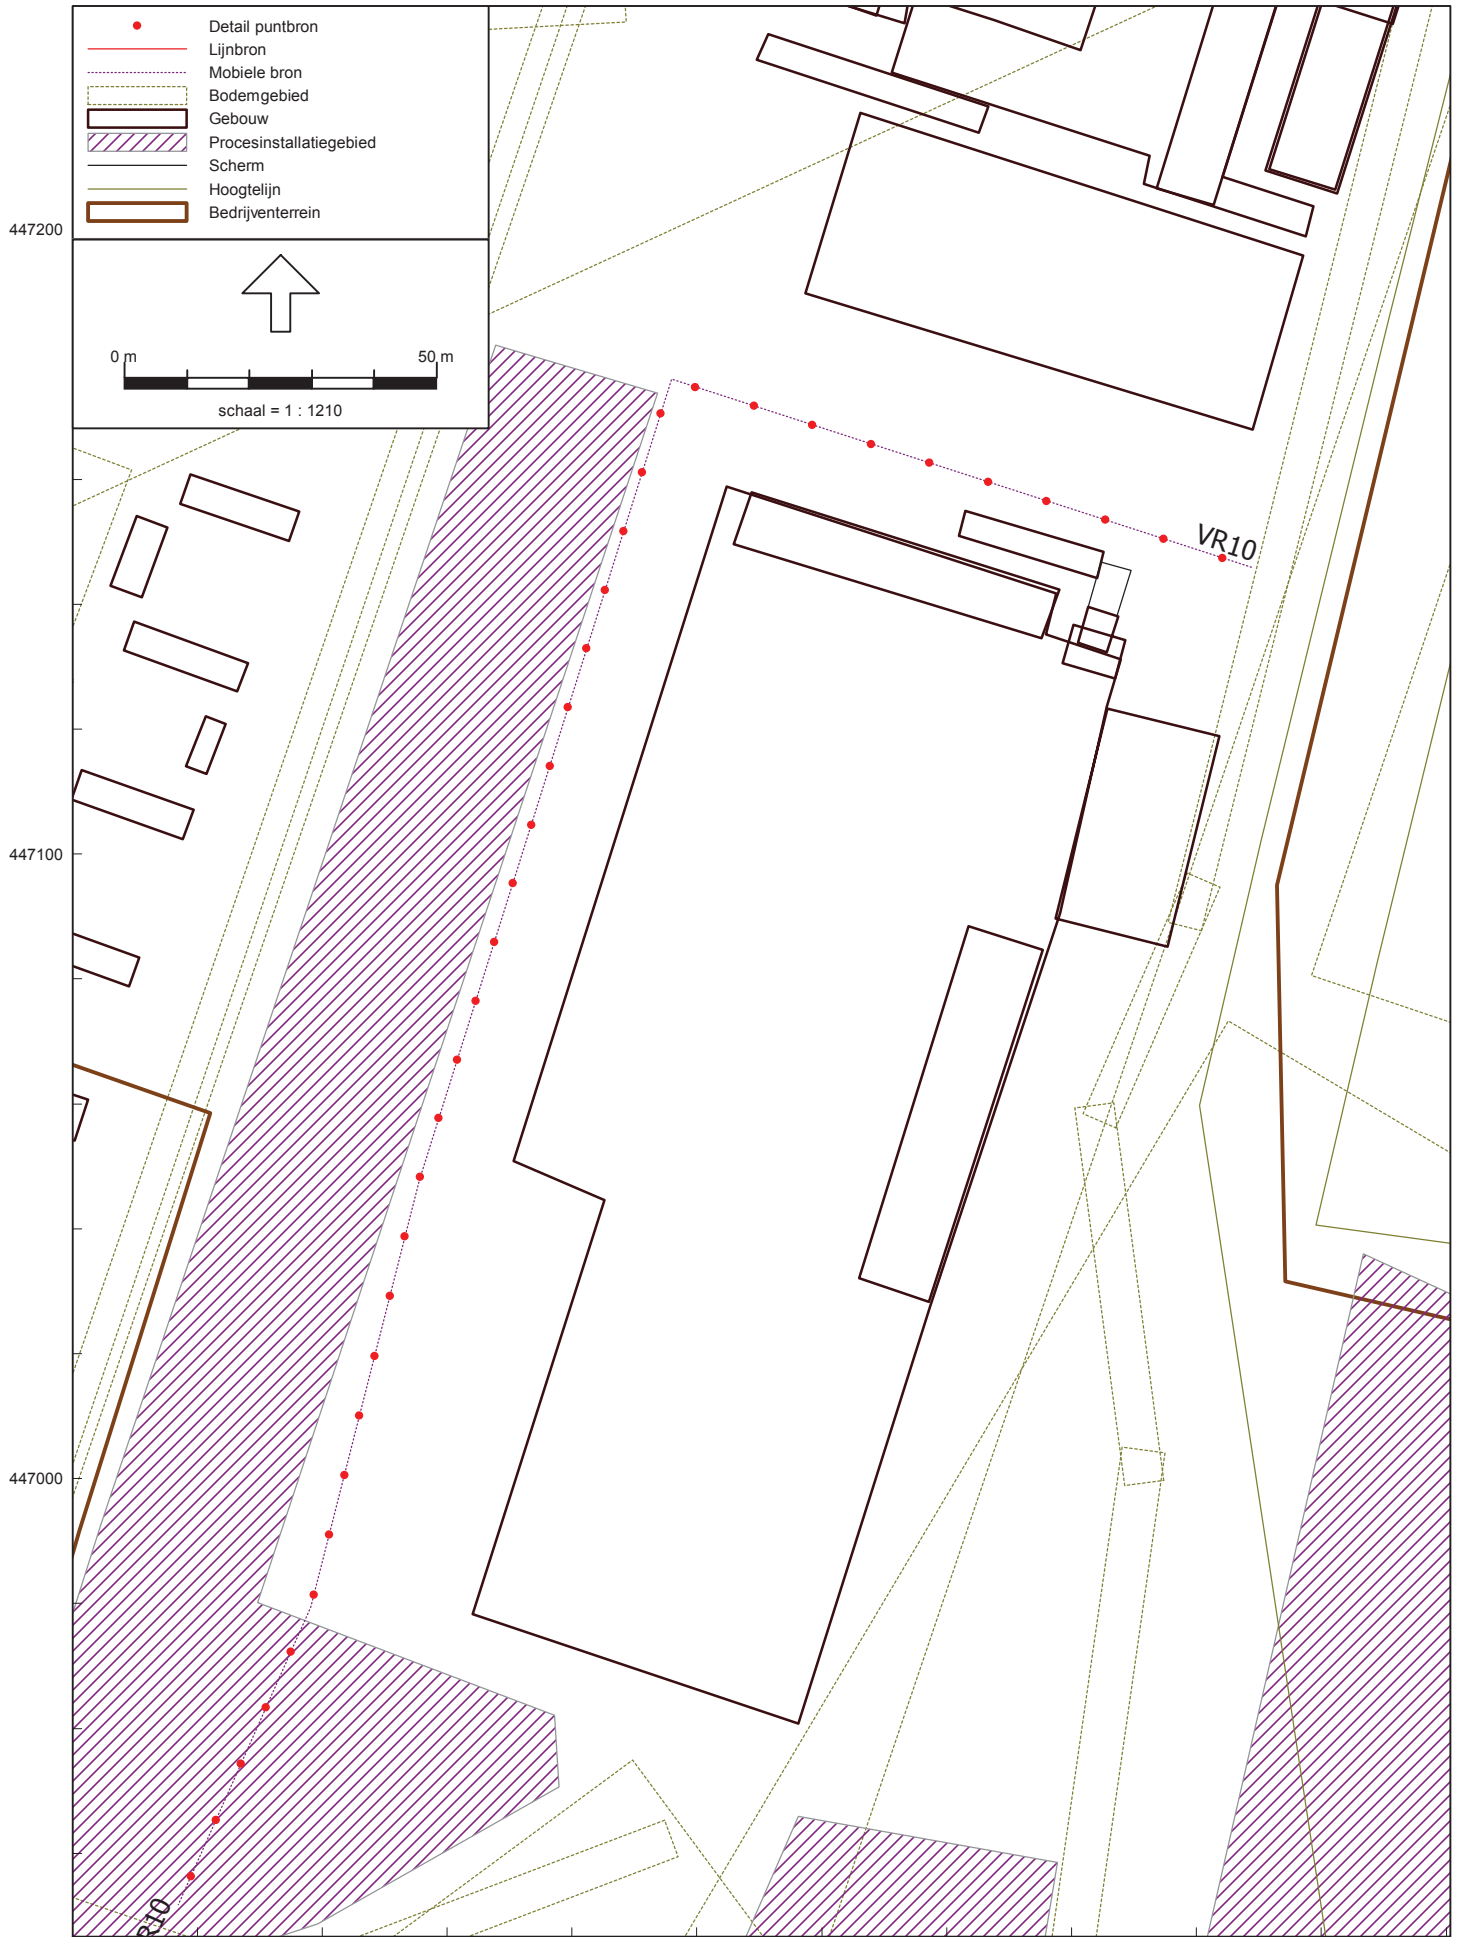 Detail puntbron
Lijnbron
Mobiele bron
Bodemgebied
Gebouw
Procesinstallatiegebied
Scherm
Hoogtelijn
Bedrijventerrein
447200
0 m 50 m
schaal = 1 : 1210
VR10
447100
447000
R10